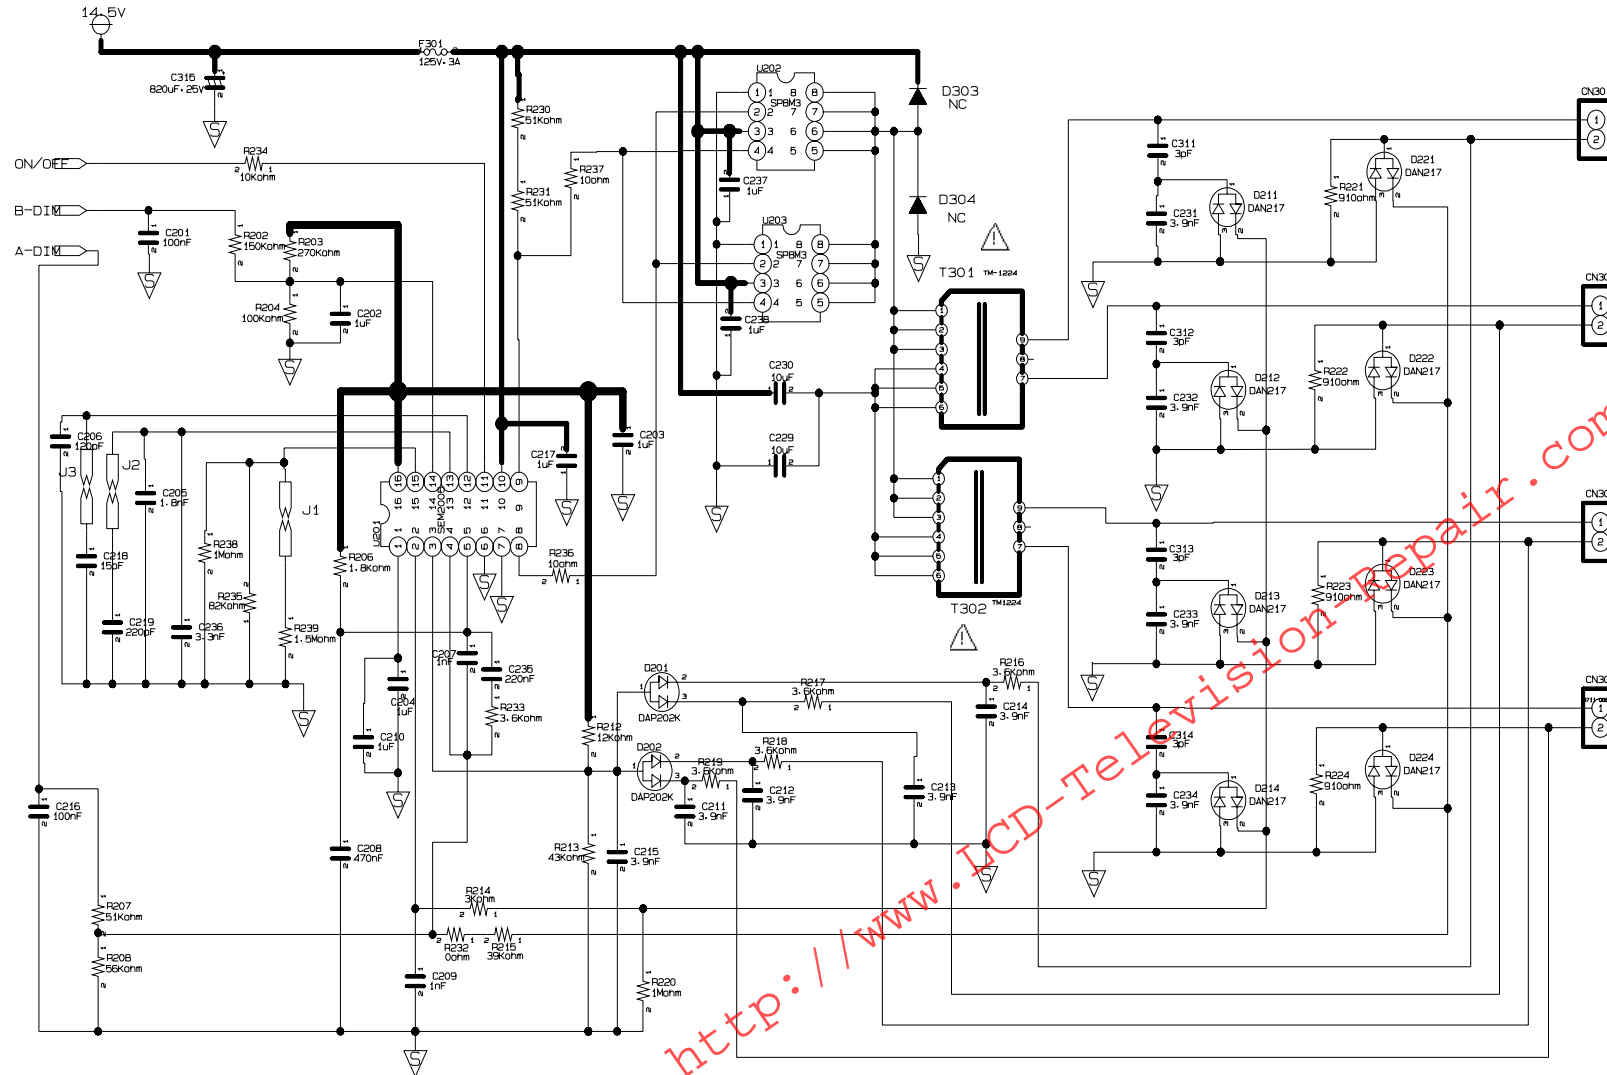 14.5V
F301
125V.3A
C315
820uF.25V
U202
SP8M3
D303
NC
CN30
R230
51Kohm
ON/OFF
R234
10Kohm
R231
51Kohm
R237
10ohm
C237
1uF
D304
NC
C311
3pF
D221
DAN217
R221
910ohm
D211
DAN217
B-DIM
C201
100nF
R202
150Kohm
R203
270Kohm
A-DIM
C231
3.9nF
U203
SP8M3
T301
TM-1224
CN30
R204
100Kohm
C202
1uF
C238
1uF
C312
3pF
D222
DAN217
R222
910ohm
D212
DAN217
C230
10uF
C232
3.9nF
C206
120pF
J3
J2
C205
1.8nF
C203
1uF
C217
1uF
C229
10uF
J1
U201
SEM2005
CN30
R238
1Mohm
C218
15pF
R206
1.8Kohm
R236
10ohm
C313
3pF
D223
DAN217
R223
910ohm
D213
DAN217
R235
82Kohm
T302
TM1224
C219
220pF
C236
3.3nF
R239
1.5Mohm
C233
3.9nF
C207
1nF
C235
220nF
D201
DAP202K
R217
3.6Kohm
R216
3.6Kohm
CN30
C204
1uF
R233
3.6Kohm
C214
3.9nF
C210
1uF
R212
12Kohm
D202
DAP202K
R218
3.6Kohm
R219
3.6Kohm
C314
3pF
D224
DAN217
R224
910ohm
D214
DAN217
C216
100nF
C211
3.9nF
C212
3.9nF
C213
3.9nF
C234
3.9nF
C208
470nF
R213
43Kohm
C215
3.9nF
R207
51Kohm
R214
3Kohm
R232
0ohm
R215
39Kohm
R208
56Kohm
C209
1nF
R220
1Mohm
http://www.LCD-Television-Repair.com